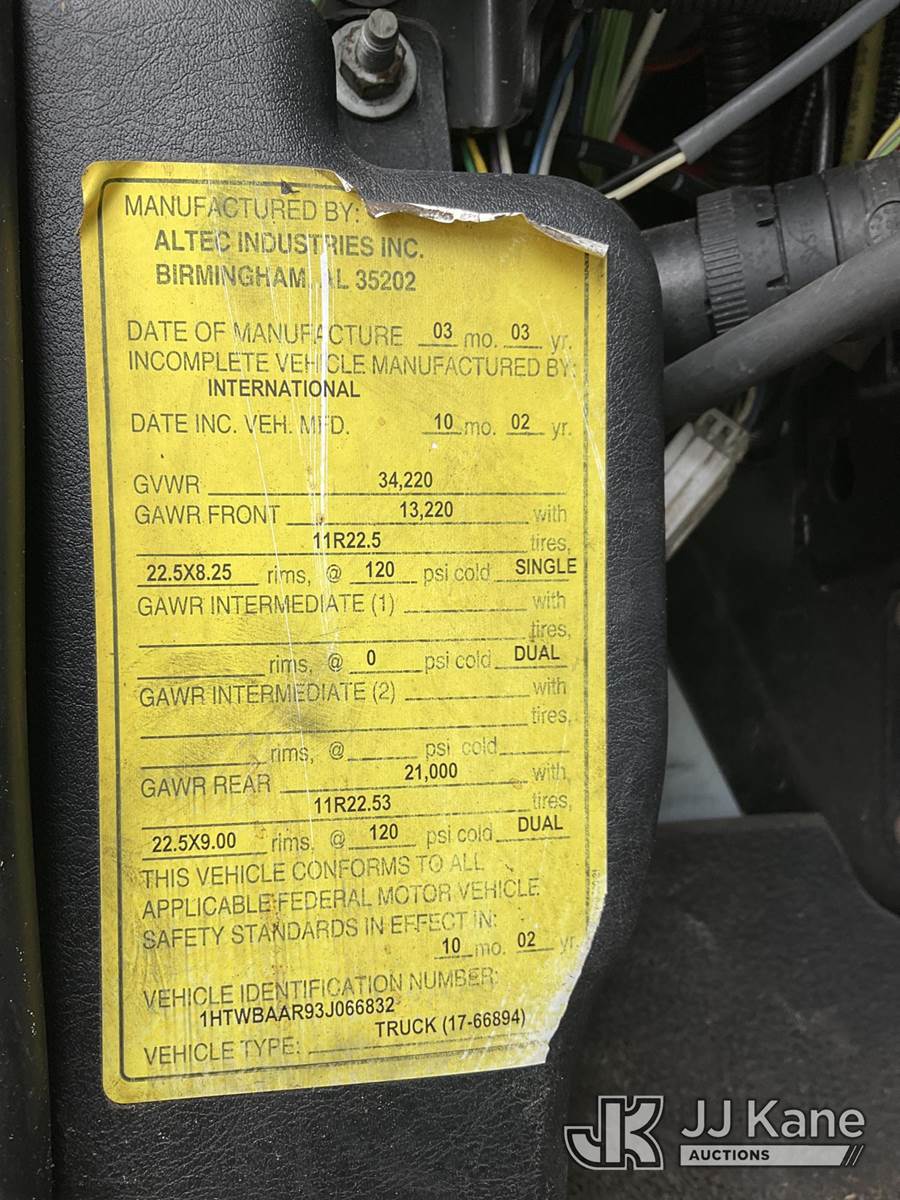 MANUFACTURED BY:
ALTEC INDUSTRIES INC.
BIRMINGHAM, AL 35202
DATE OF MANUFACTURE 03 mo. 03 yr.
INCOMPLETE VEHICLE MANUFACTURED BY:
INTERNATIONAL
DATE INC. VEH. MFD. 10 mo. 02 yr.
GVWR 34,220
GAWR FRONT 13,220 with
11R22.5 tires,
22.5X8.25 rims, @ 120 psi cold SINGLE
GAWR INTERMEDIATE (1) with
tires,
rims, @ 0 psi cold DUAL
GAWR INTERMEDIATE (2) with
tires,
rims, @ psi cold
GAWR REAR 21,000 with
11R22.53 tires,
22.5X9.00 rims, @ 120 psi cold DUAL
THIS VEHICLE CONFORMS TO ALL
APPLICABLE FEDERAL MOTOR VEHICLE
SAFETY STANDARDS IN EFFECT IN:
10 mo. 02 yr.
VEHICLE IDENTIFICATION NUMBER:
1HTWBAAR93J066832
VEHICLE TYPE: TRUCK (17-66894)
JK JJ Kane
AUCTIONS